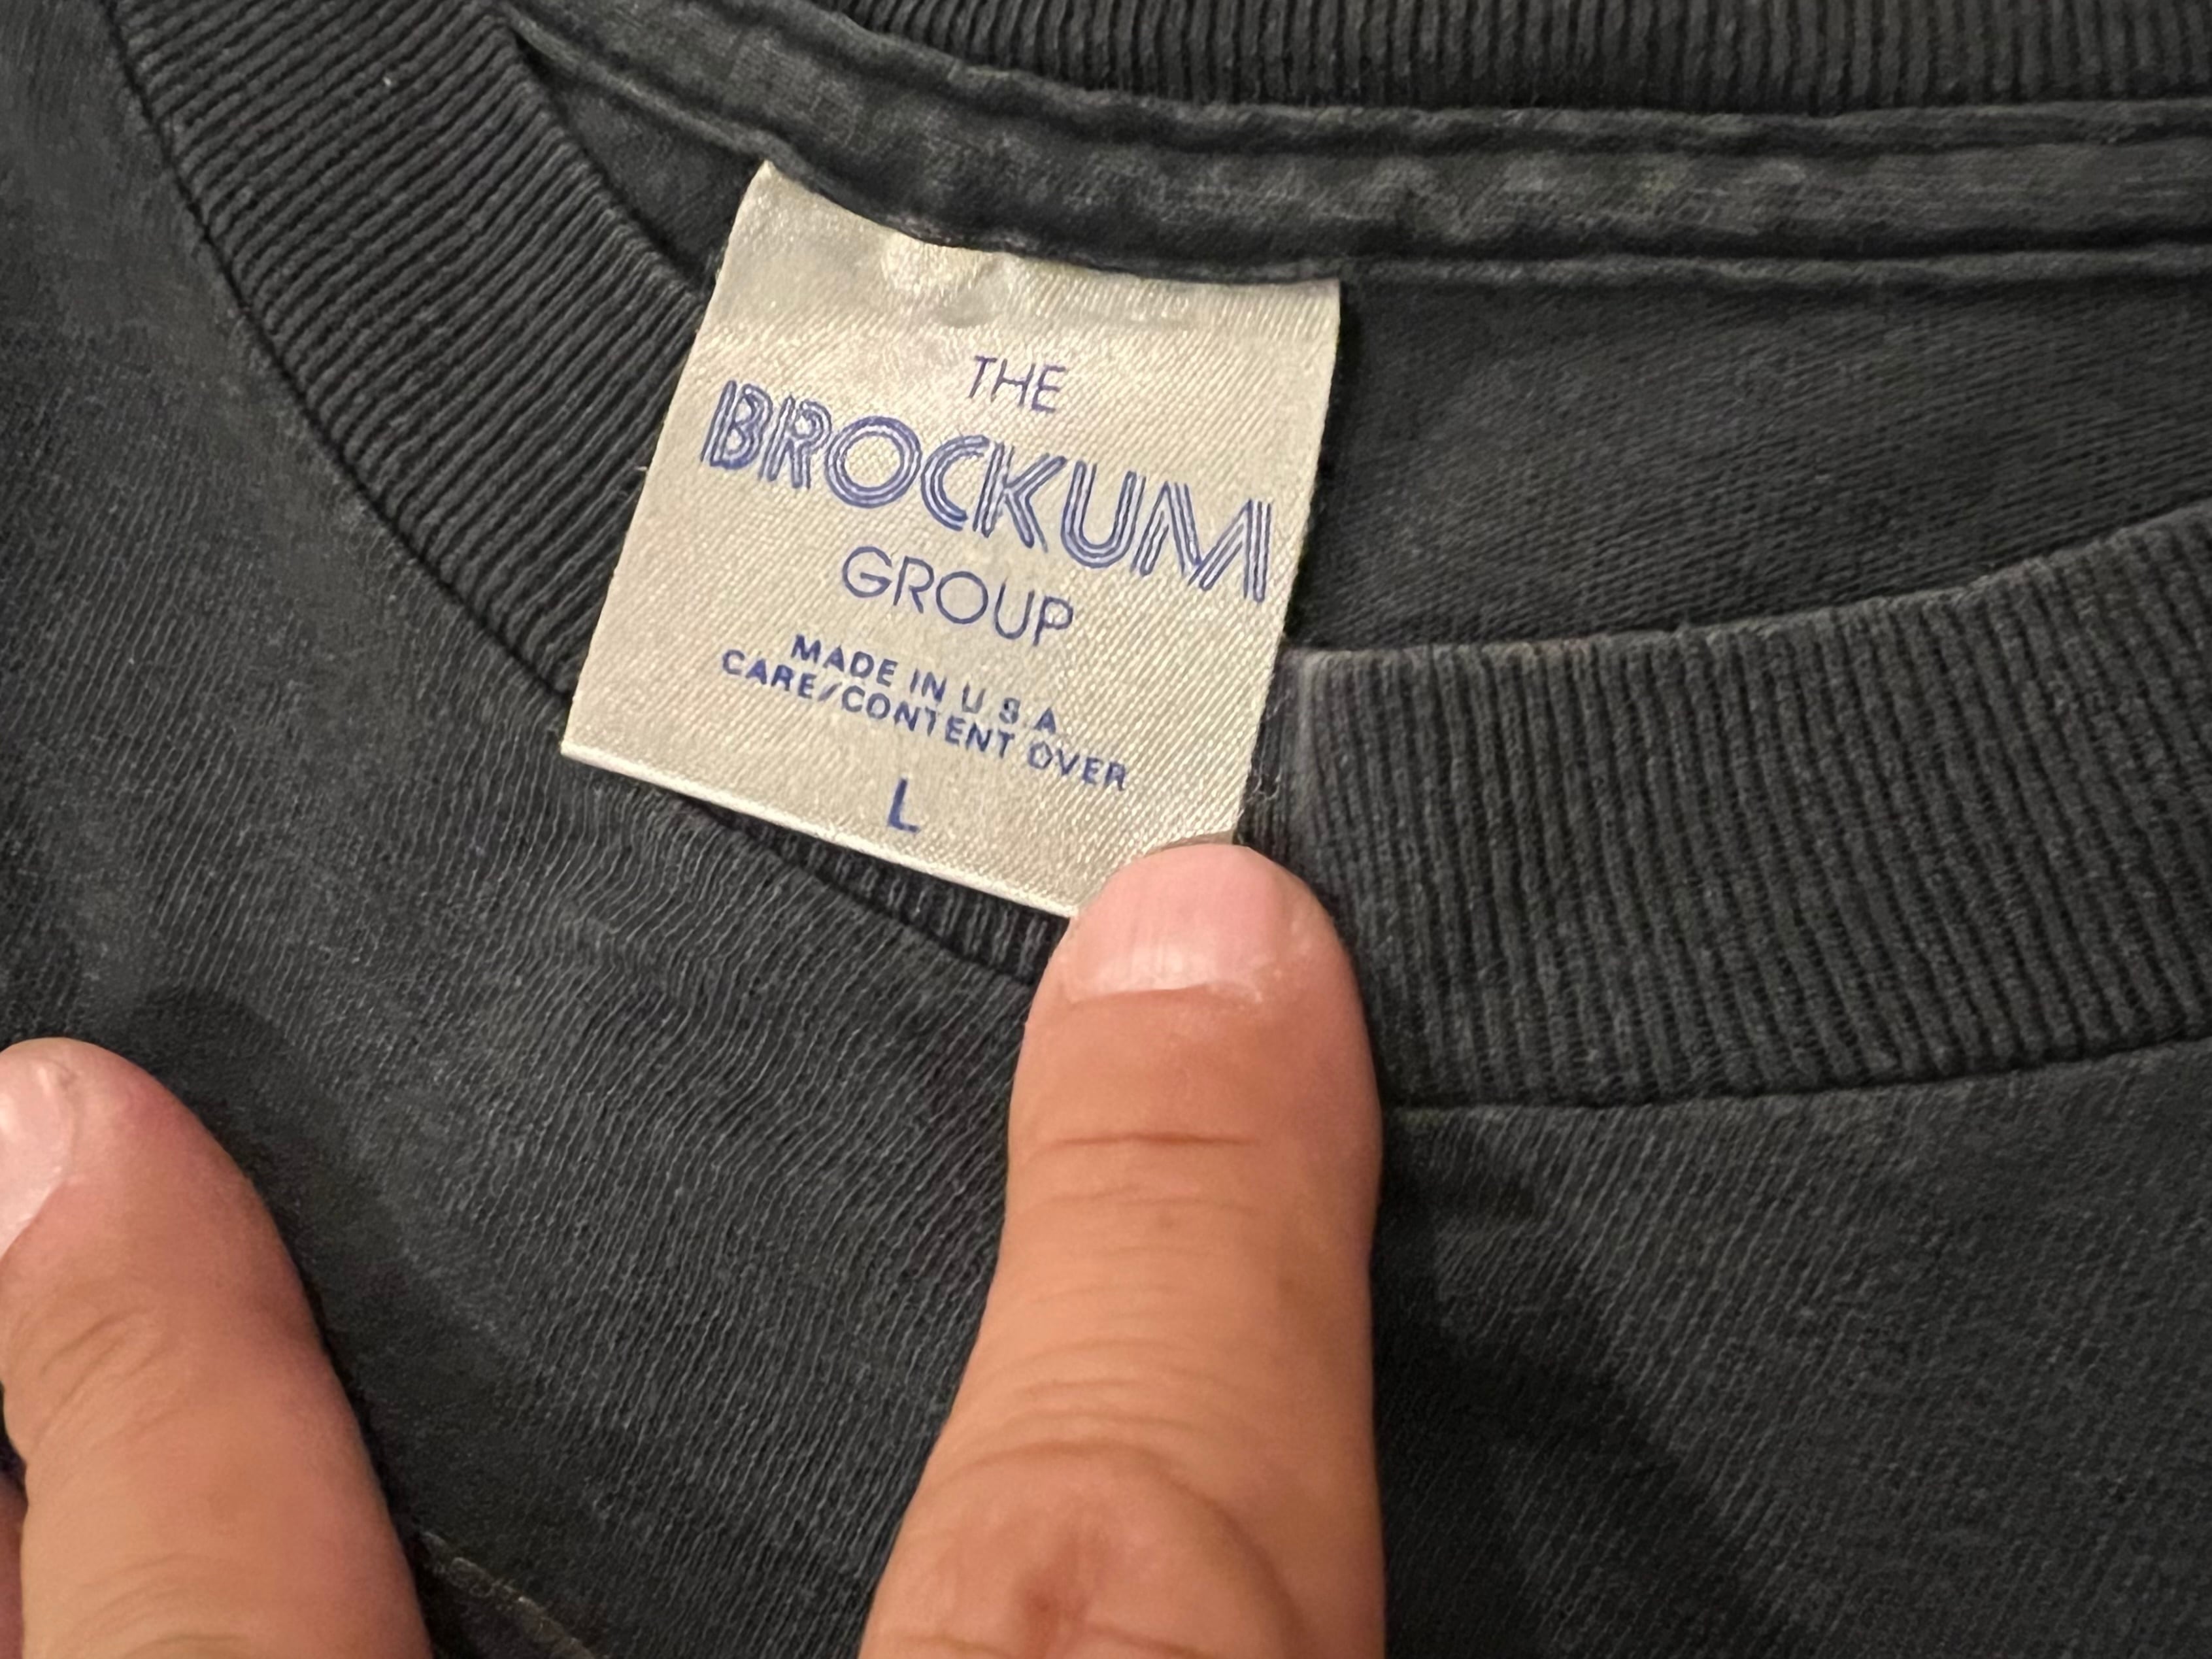 THE
BROCKUM
GROUP
MADE IN U.S.A.
CARE/CONTENT OVER
L